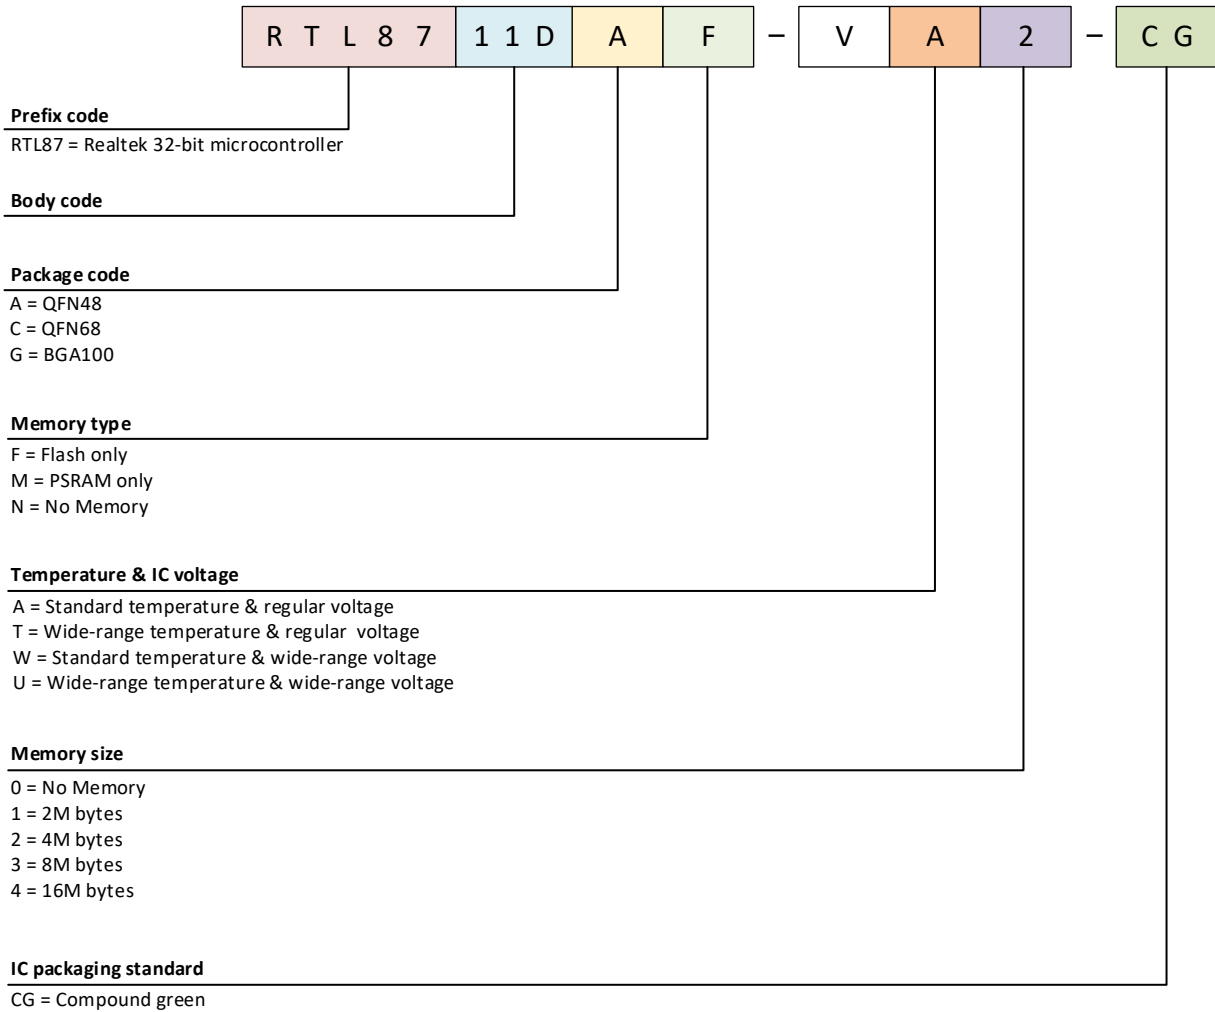 R T L 8 7 1 1 D A F – V A 2 – C G
Prefix code
RTL87 = Realtek 32-bit microcontroller
Body code
Package code
A = QFN48
C = QFN68
G = BGA100
Memory type
F = Flash only
M = PSRAM only
N = No Memory
Temperature & IC voltage
A = Standard temperature & regular voltage
T = Wide-range temperature & regular voltage
W = Standard temperature & wide-range voltage
U = Wide-range temperature & wide-range voltage
Memory size
0 = No Memory
1 = 2M bytes
2 = 4M bytes
3 = 8M bytes
4 = 16M bytes
IC packaging standard
CG = Compound green